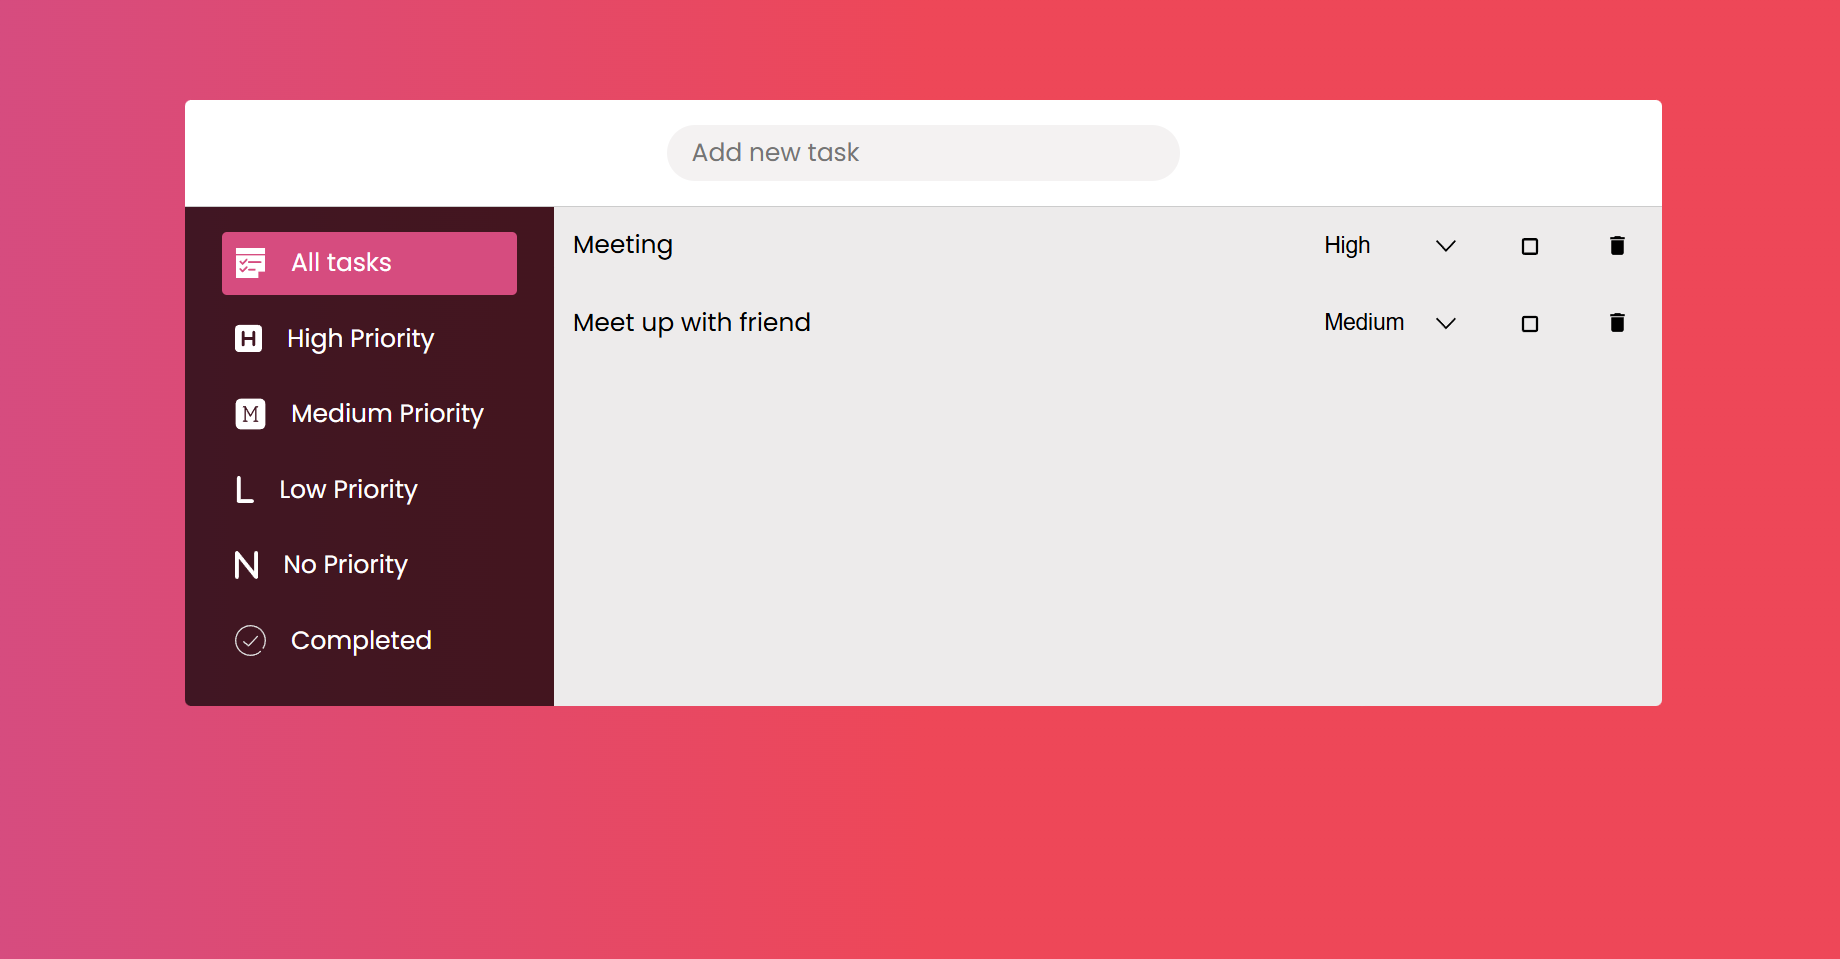 Add new task
All tasks
H High Priority
M Medium Priority
L Low Priority
N No Priority
Completed
Meeting High
Meet up with friend Medium